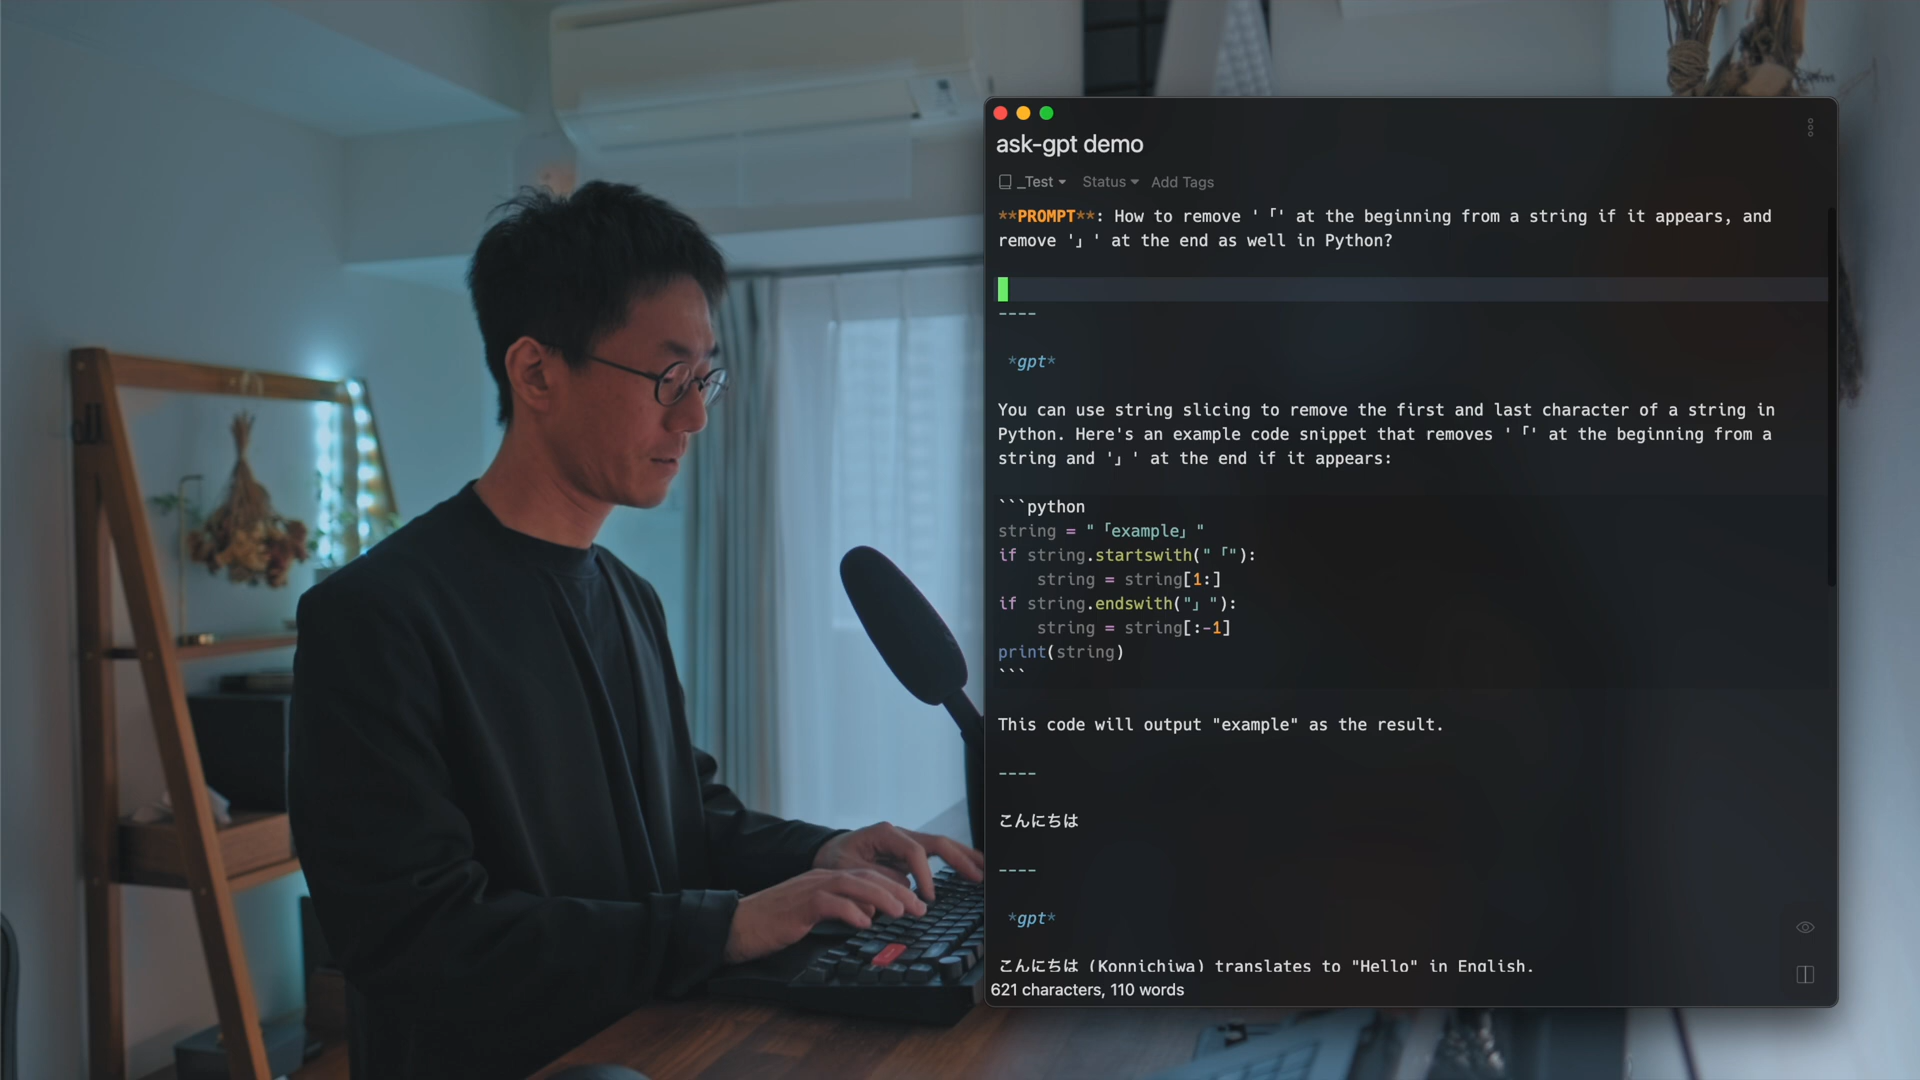 ask-gpt demo
_Test Status Add Tags
**PROMPT**: How to remove '「' at the beginning from a string if it appears, and
remove '」' at the end as well in Python?
----
*gpt*
You can use string slicing to remove the first and last character of a string in
Python. Here's an example code snippet that removes '「' at the beginning from a
string and '」' at the end if it appears:
```python
string = "「example」"
if string.startswith("「"):
    string = string[1:]
if string.endswith("」"):
    string = string[:-1]
print(string)
```
This code will output "example" as the result.
----
こんにちは
----
*gpt*
こんにちは (Konnichiwa) translates to "Hello" in English.
621 characters, 110 words